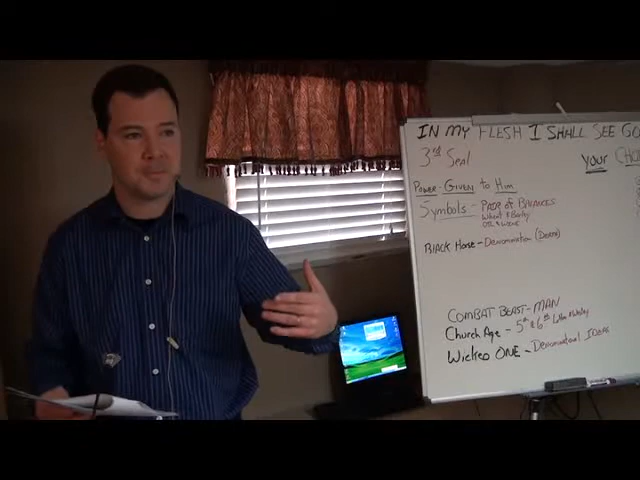 IN MY FLESH I SHALL SEE GO
3rd Seal
YOUR CHO
Power - Given to Him
Symbols - PAIR of BALANCES
Wheat & Barley
OIL & WINE
BLACK Horse - Denomination (Death)
COMBAT BEAST - MAN
Church Age - 5th & 6th
Wicked ONE - Denominational